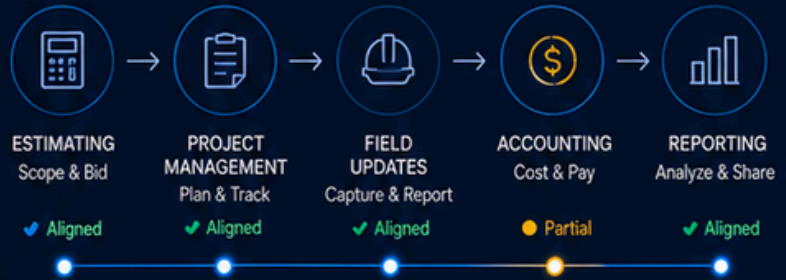 ESTIMATING
Scope & Bid
Aligned
PROJECT
MANAGEMENT
Plan & Track
Aligned
FIELD
UPDATES
Capture & Report
Aligned
$
ACCOUNTING
Cost & Pay
Partial
REPORTING
Analyze & Share
Aligned